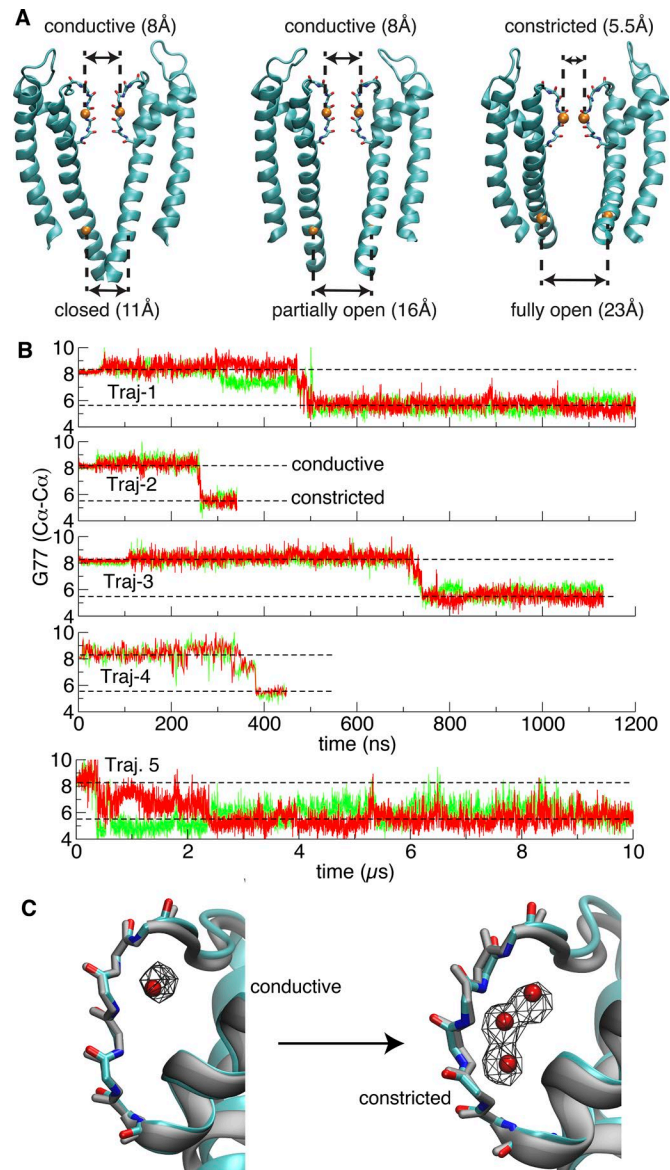 A
conductive (8Å) conductive (8Å) constricted (5.5Å)
closed (11Å) partially open (16Å) fully open (23Å)
B
G77 (Cα-Cα)
10
8
6
4
Traj-1
10
8
6
4
Traj-2
conductive
constricted
10
8
6
4
Traj-3
10
8
6
4
Traj-4
0 200 400 600 800 1000 1200
time (ns)
10
8
6
4
Traj. 5
0 2 4 6 8 10
time (μs)
C
conductive
constricted